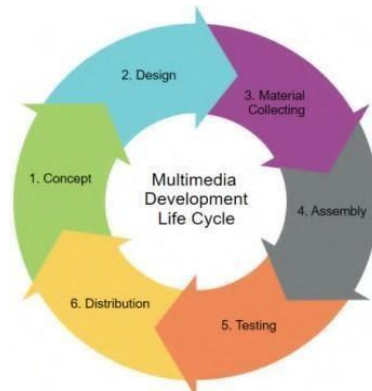 Multimedia
Development
Life Cycle
1. Concept
2. Design
3. Material
Collecting
4. Assembly
5. Testing
6. Distribution